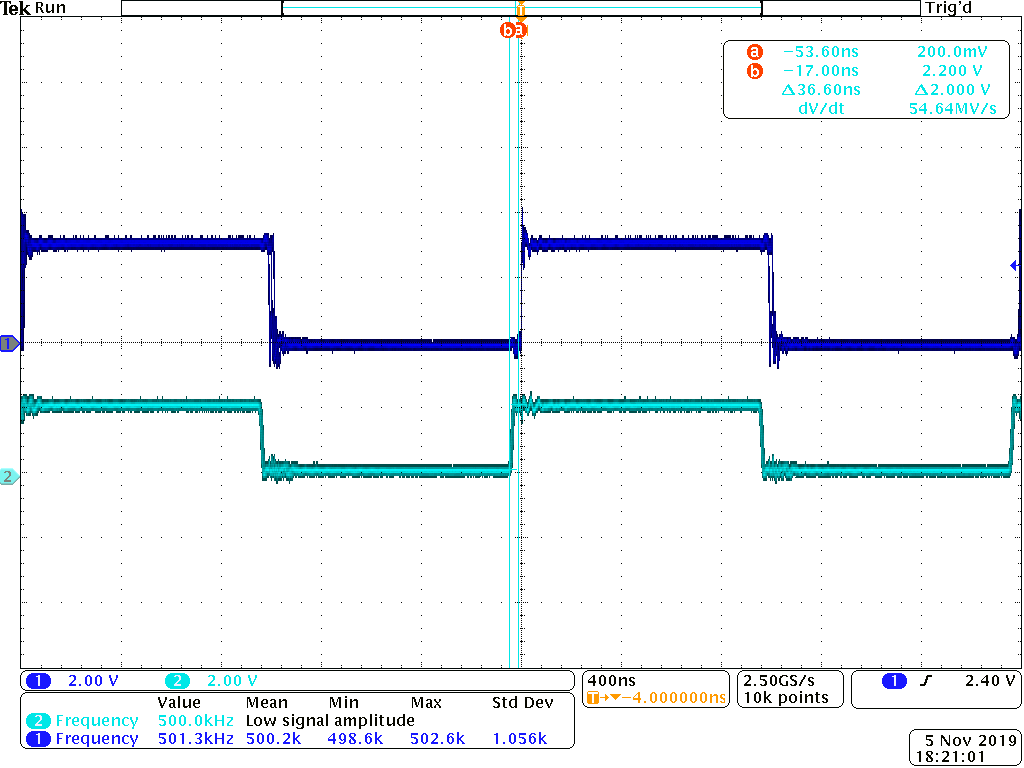 Tek Run Trig'd
T
b a
a −53.60ns 200.0mV
b −17.00ns 2.200 V
Δ36.60ns Δ2.000 V
dV/dt 54.64MV/s
1
2
1 2.00 V 2 2.00 V
400ns
T→▼−4.000000ns
2.50GS/s
10k points
1 ƒ 2.40 V
Value Mean Min Max Std Dev
2 Frequency 500.0kHz Low signal amplitude
1 Frequency 501.3kHz 500.2k 498.6k 502.6k 1.056k
5 Nov 2019
18:21:01